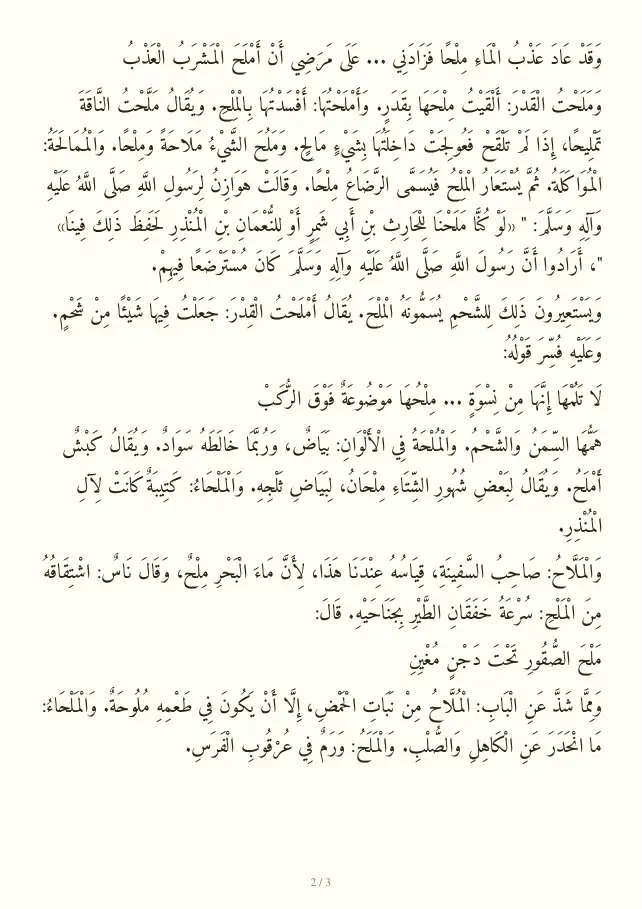 وَقَدْ عَادَ عَذْبُ الْمَاءِ مِلْحًا فَزَادَنِي ... عَلَى مَرَضِي أَنْ أَمْلَحَ الْمَشْرَبُ الْعَذْبُ
وَمَلَحْتُ الْقَدْرَ: أَلْقَيْتُ مِلْحَهَا بِقَدَرٍ. وَأَمْلَحْتُهَا: أَفْسَدْتُهَا بِالْمِلْحِ. وَيُقَالُ مَلَّحْتُ النَّاقَةَ
تَمْلِيحًا، إِذَا لَمْ تَلْقَحْ فَعُولِجَتْ دَاخِلَتُهَا بِشَيْءٍ مَالِحٍ. وَمَلُحَ الشَّيْءُ مَلَاحَةً وَمِلْحًا. وَالْمُمَالَحَةُ:
الْمُوَاكَلَةُ. ثُمَّ يُسْتَعَارُ الْمِلْحُ فَيُسَمَّى الرَّضَاعُ مِلْحًا. وَقَالَتْ هَوَازِنُ لِرَسُولِ اللَّهِ صَلَّى اللَّهُ عَلَيْهِ
وَآلِهِ وَسَلَّمَ: " «لَوْ كُنَّا مَلَحْنَا لِلْحَارِثِ بْنِ أَبِي شَمِرٍ أَوْ لِلنُّعْمَانِ بْنِ الْمُنْذِرِ لَحَفِظَ ذَلِكَ فِينَا»
"، أَرَادُوا أَنَّ رَسُولَ اللَّهِ صَلَّى اللَّهُ عَلَيْهِ وَآلِهِ وَسَلَّمَ كَانَ مُسْتَرْضَعًا فِيهِمْ.
وَيَسْتَعِيرُونَ ذَلِكَ لِلشَّحْمِ يُسَمُّونَهُ الْمِلْحَ. يُقَالُ أَمْلَحْتُ الْقِدْرَ: جَعَلْتُ فِيهَا شَيْئًا مِنْ شَحْمٍ.
وَعَلَيْهِ فُسِّرَ قَوْلُهُ:
لَا تَلُمْهَا إِنَّهَا مِنْ نِسْوَةٍ ... مِلْحُهَا مَوْضُوعَةٌ فَوْقَ الرُّكَبْ
هَمُّهَا السِّمَنُ وَالشَّحْمُ. وَالْمُلْحَةُ فِي الْأَلْوَانِ: بَيَاضٌ، وَرُبَّمَا خَالَطَهُ سَوَادٌ. وَيُقَالُ كَبْشٌ
أَمْلَحُ. وَيُقَالُ لِبَعْضِ شُهُورِ الشِّتَاءِ مِلْحَانُ، لِبَيَاضِ ثَلْجِهِ. وَالْمَلْحَاءُ: كَتِيبَةٌ كَانَتْ لِآلِ
الْمُنْذِرِ.
وَالْمَلَّاحُ: صَاحِبُ السَّفِينَةِ، قِيَاسُهُ عِنْدَنَا هَذَا، لِأَنَّ مَاءَ الْبَحْرِ مِلْحٌ، وَقَالَ نَاسٌ: اشْتِقَاقُهُ
مِنَ الْمَلْحِ: سُرْعَةُ خَفَقَانِ الطَّيْرِ بِجَنَاحَيْهِ. قَالَ:
مَلْحَ الصُّقُورِ تَحْتَ دَجْنٍ مُغْيِنِ
وَمِمَّا شَذَّ عَنِ الْبَابِ: الْمُلَّاحُ مِنْ نَبَاتِ الْحَمْضِ، إِلَّا أَنْ يَكُونَ فِي طَعْمِهِ مُلُوحَةٌ. وَالْمَلْحَاءُ:
مَا انْحَدَرَ عَنِ الْكَاهِلِ وَالصُّلْبِ. وَالْمَلَحُ: وَرَمٌ فِي عُرْقُوبِ الْفَرَسِ.
2 / 3